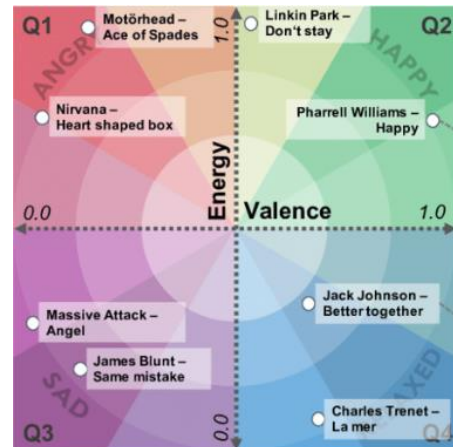 Q1
Motörhead –
Ace of Spades
1.0
Linkin Park –
Don't stay
Q2
ANGRY
HAPPY
Nirvana –
Heart shaped box
Pharrell Williams –
Happy
Energy
0.0
Valence
1.0
Massive Attack –
Angel
Jack Johnson –
Better together
James Blunt –
Same mistake
SAD
Charles Trenet –
La mer
Q3
0.0
Q4